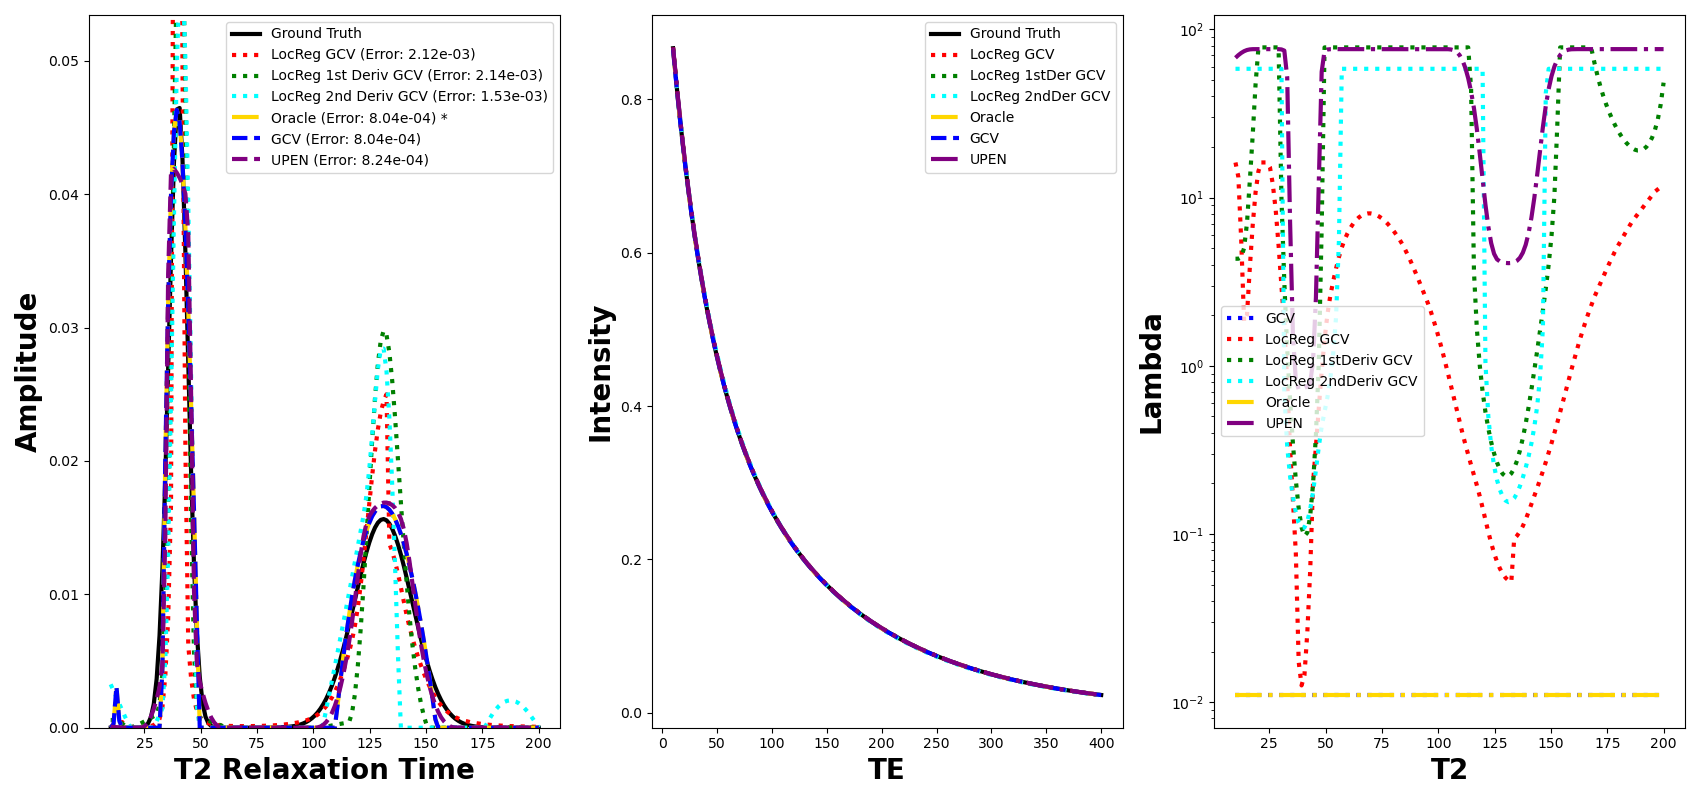 Amplitude
0.05
0.04
0.03
0.02
0.01
0.00
25
50
75
100
125
150
175
200
T2 Relaxation Time
Ground Truth
LocReg GCV (Error: 2.12e-03)
LocReg 1st Deriv GCV (Error: 2.14e-03)
LocReg 2nd Deriv GCV (Error: 1.53e-03)
Oracle (Error: 8.04e-04) *
GCV (Error: 8.04e-04)
UPEN (Error: 8.24e-04)
Intensity
0.8
0.6
0.4
0.2
0.0
0
50
100
150
200
250
300
350
400
TE
Ground Truth
LocReg GCV
LocReg 1stDer GCV
LocReg 2ndDer GCV
Oracle
GCV
UPEN
Lambda
10²
10¹
10⁰
10⁻¹
10⁻²
25
50
75
100
125
150
175
200
T2
GCV
LocReg GCV
LocReg 1stDeriv GCV
LocReg 2ndDeriv GCV
Oracle
UPEN